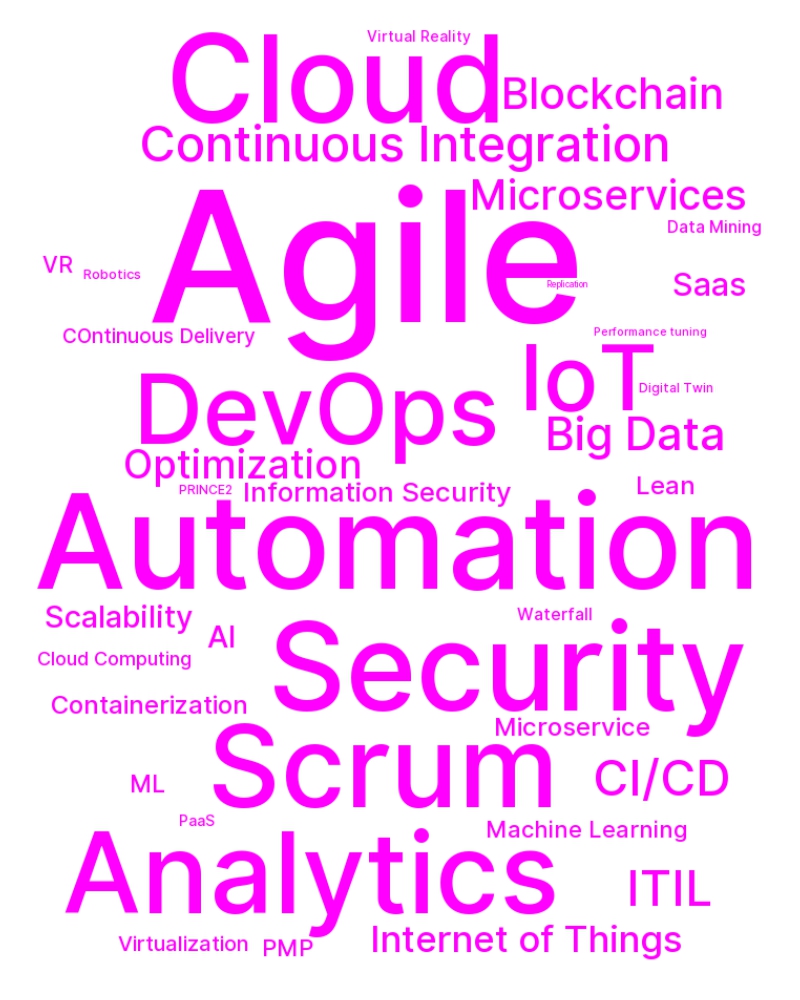 Virtual Reality
Cloud
Blockchain
Continuous Integration
Microservices
Agile
Data Mining
VR
Robotics
Replication
Saas
COntinuous Delivery
Performance tuning
IoT
DevOps
Digital Twin
Big Data
Optimization
PRINCE2
Information Security
Lean
Automation
Scalability
Waterfall
AI
Cloud Computing
Security
Containerization
Microservice
Scrum
ML
CI/CD
PaaS
Machine Learning
Analytics
ITIL
Virtualization
PMP
Internet of Things